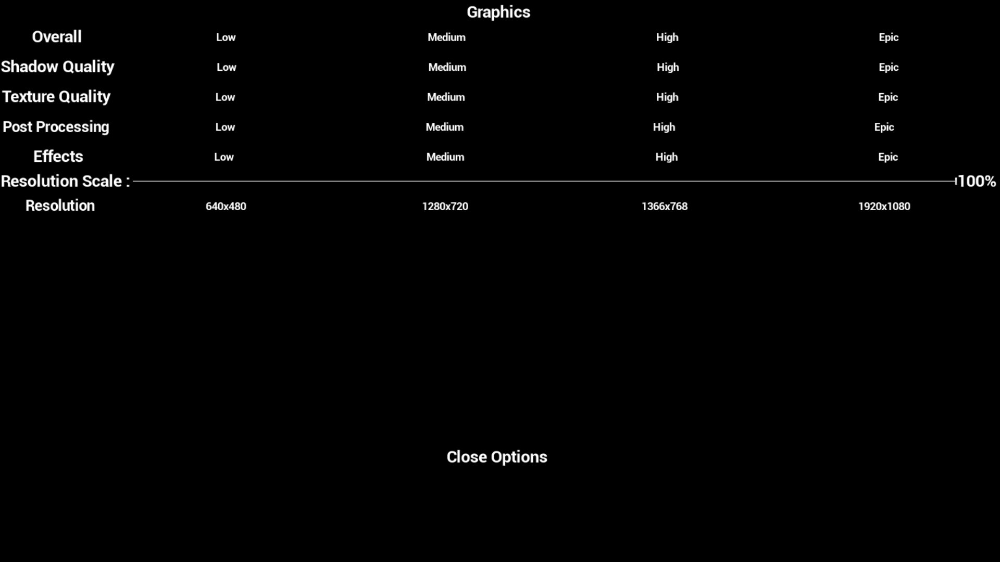 Graphics
Overall Low Medium High Epic
Shadow Quality Low Medium High Epic
Texture Quality Low Medium High Epic
Post Processing Low Medium High Epic
Effects Low Medium High Epic
Resolution Scale : 100%
Resolution 640x480 1280x720 1366x768 1920x1080
Close Options